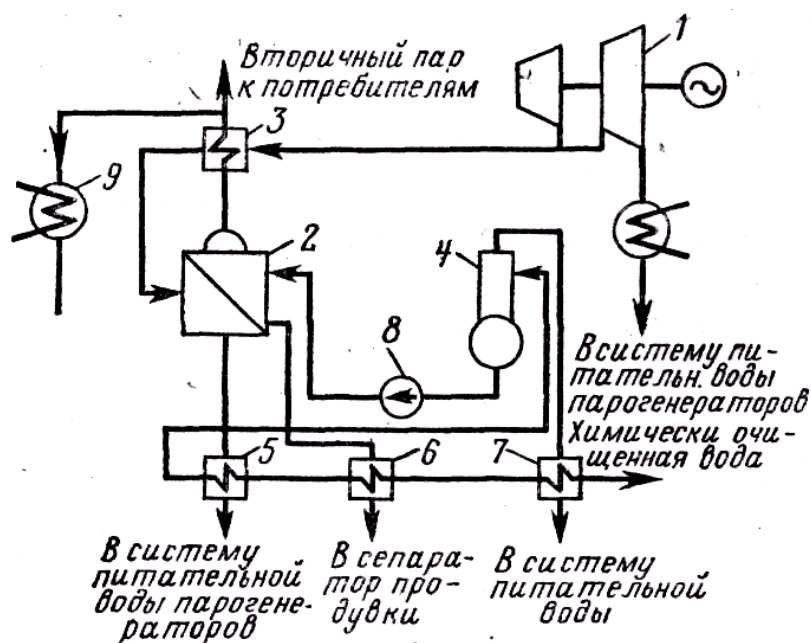 Вторичный пар
к потребителям
1
3
9
2
4
В систему пи-
тательн. воды
парогенераторов
Химически очи-
щенная вода
8
5
6
7
В систему
питательной
воды парогене-
раторов
В сепара-
тор про-
дувки
В систему
питательной
воды